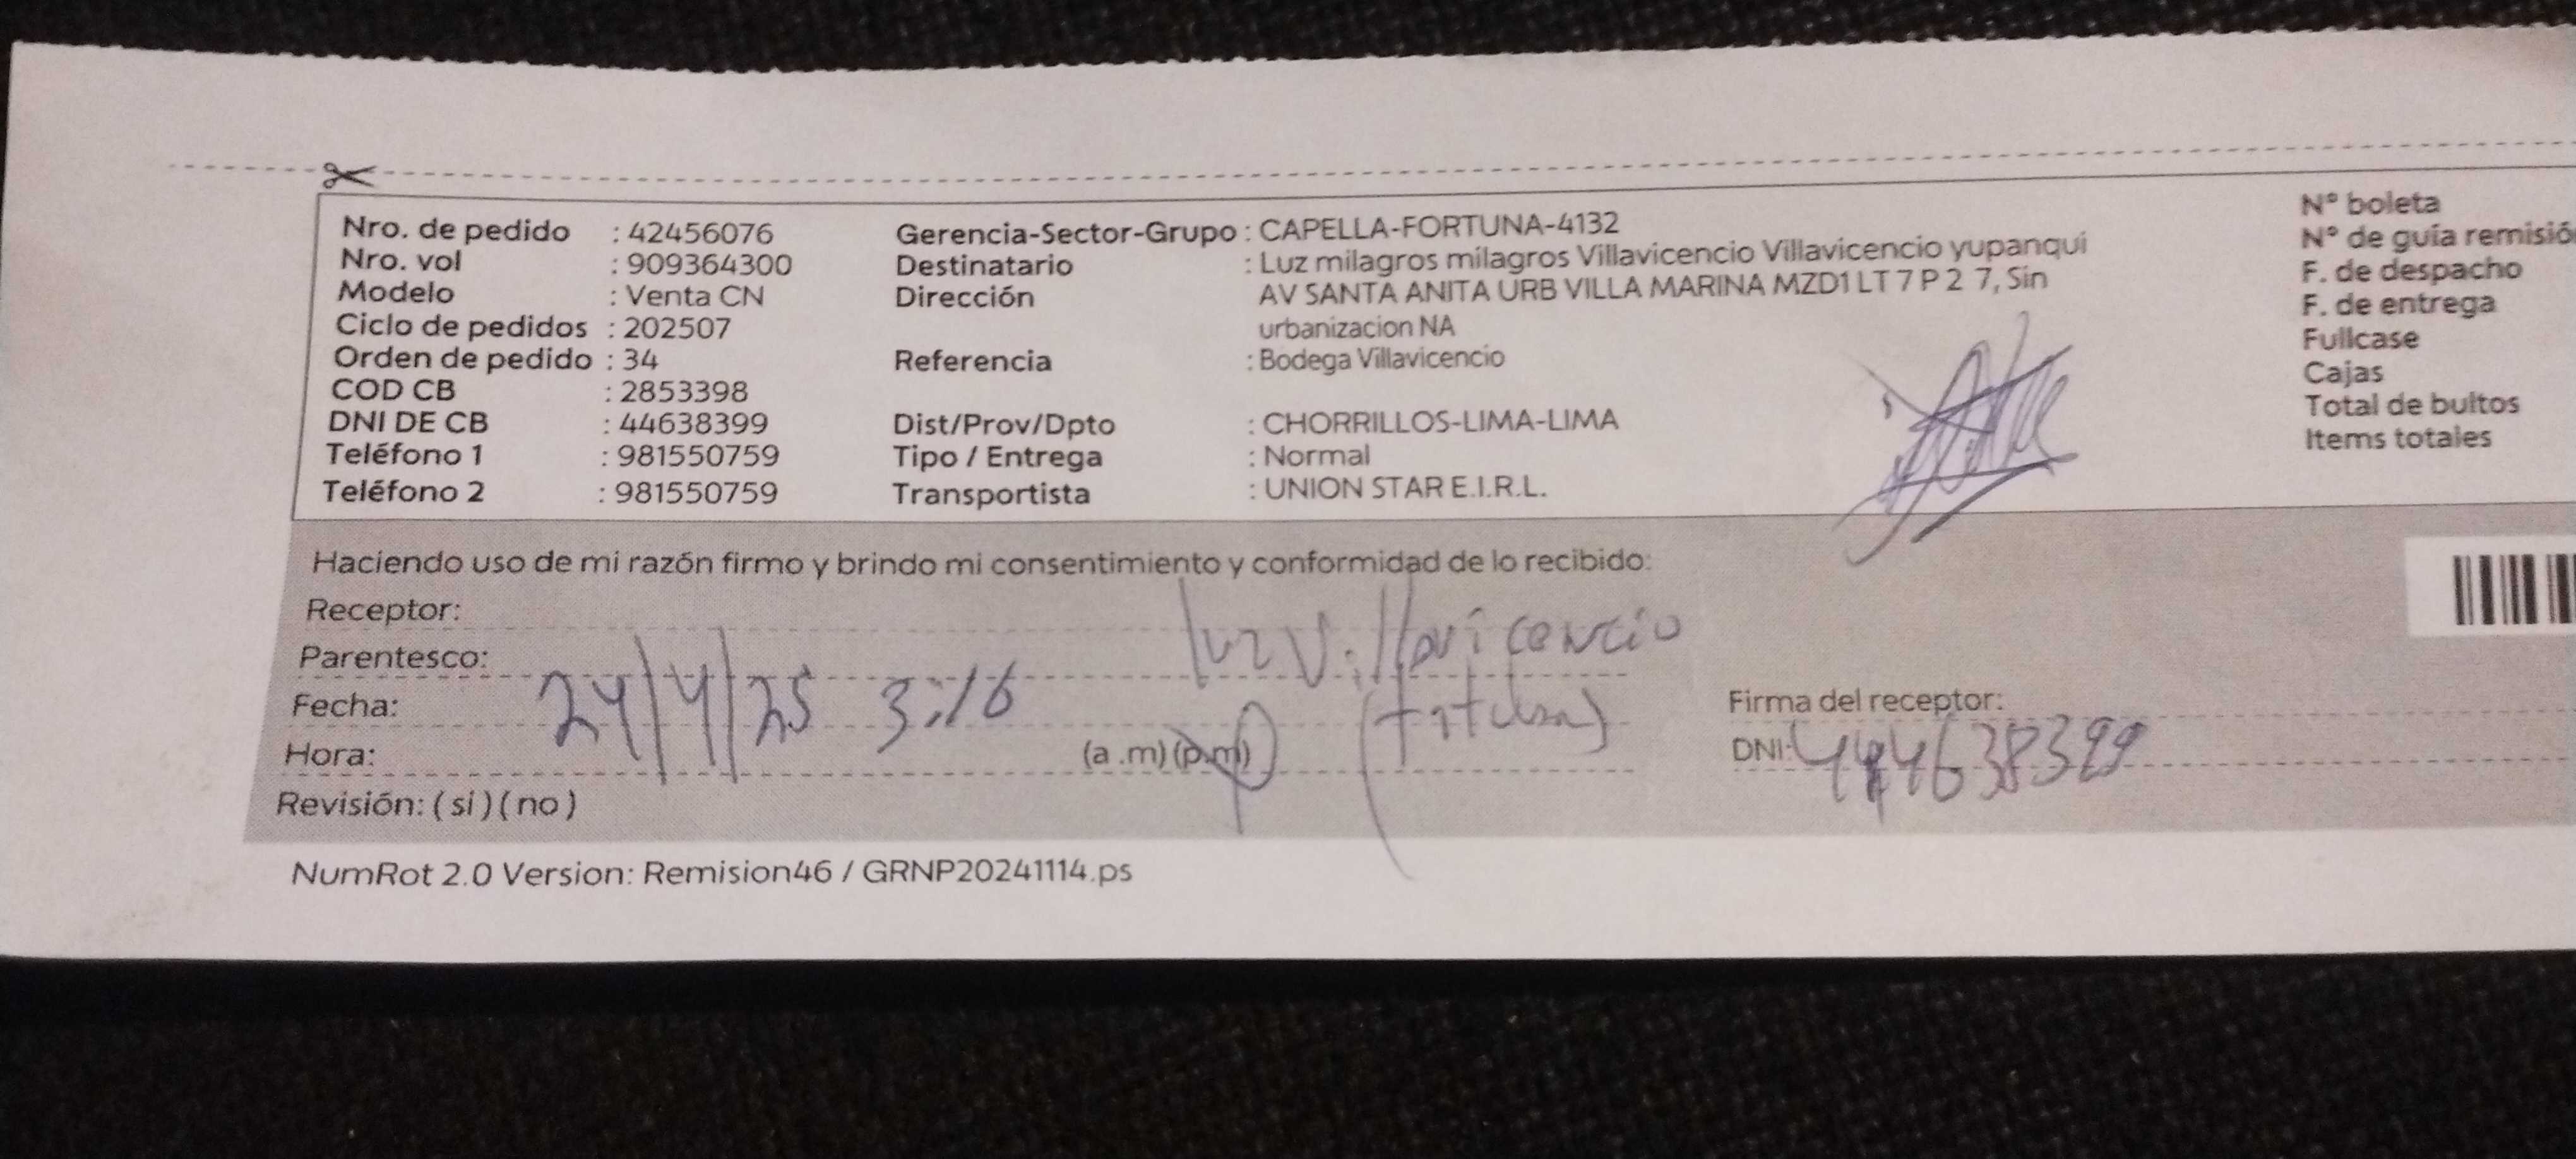 Nro. de pedido : 42456076 Gerencia-Sector-Grupo : CAPELLA-FORTUNA-4132 N° boleta
Nro. vol : 909364300 Destinatario : Luz milagros milagros Villavicencio Villavicencio yupanqui N° de guía remisió
Modelo : Venta CN Dirección AV SANTA ANITA URB VILLA MARINA MZD1 LT 7 P 2 7, Sin F. de despacho
Ciclo de pedidos : 202507 urbanizacion NA F. de entrega
Orden de pedido : 34 Referencia : Bodega Villavicencio Fullcase
COD CB : 2853398 Cajas
DNI DE CB : 44638399 Dist/Prov/Dpto : CHORRILLOS-LIMA-LIMA Total de bultos
Teléfono 1 : 981550759 Tipo / Entrega : Normal Items totales
Teléfono 2 : 981550759 Transportista : UNION STAR E.I.R.L.
Haciendo uso de mi razón firmo y brindo mi consentimiento y conformidad de lo recibido:
Receptor: luz Villavicencio
Parentesco:
Fecha: 24/4/25 3:16 (titular) Firma del receptor:
Hora: (a .m) (p.m) DNI: 44638399
Revisión: ( si ) ( no )
NumRot 2.0 Version: Remision46 / GRNP20241114.ps